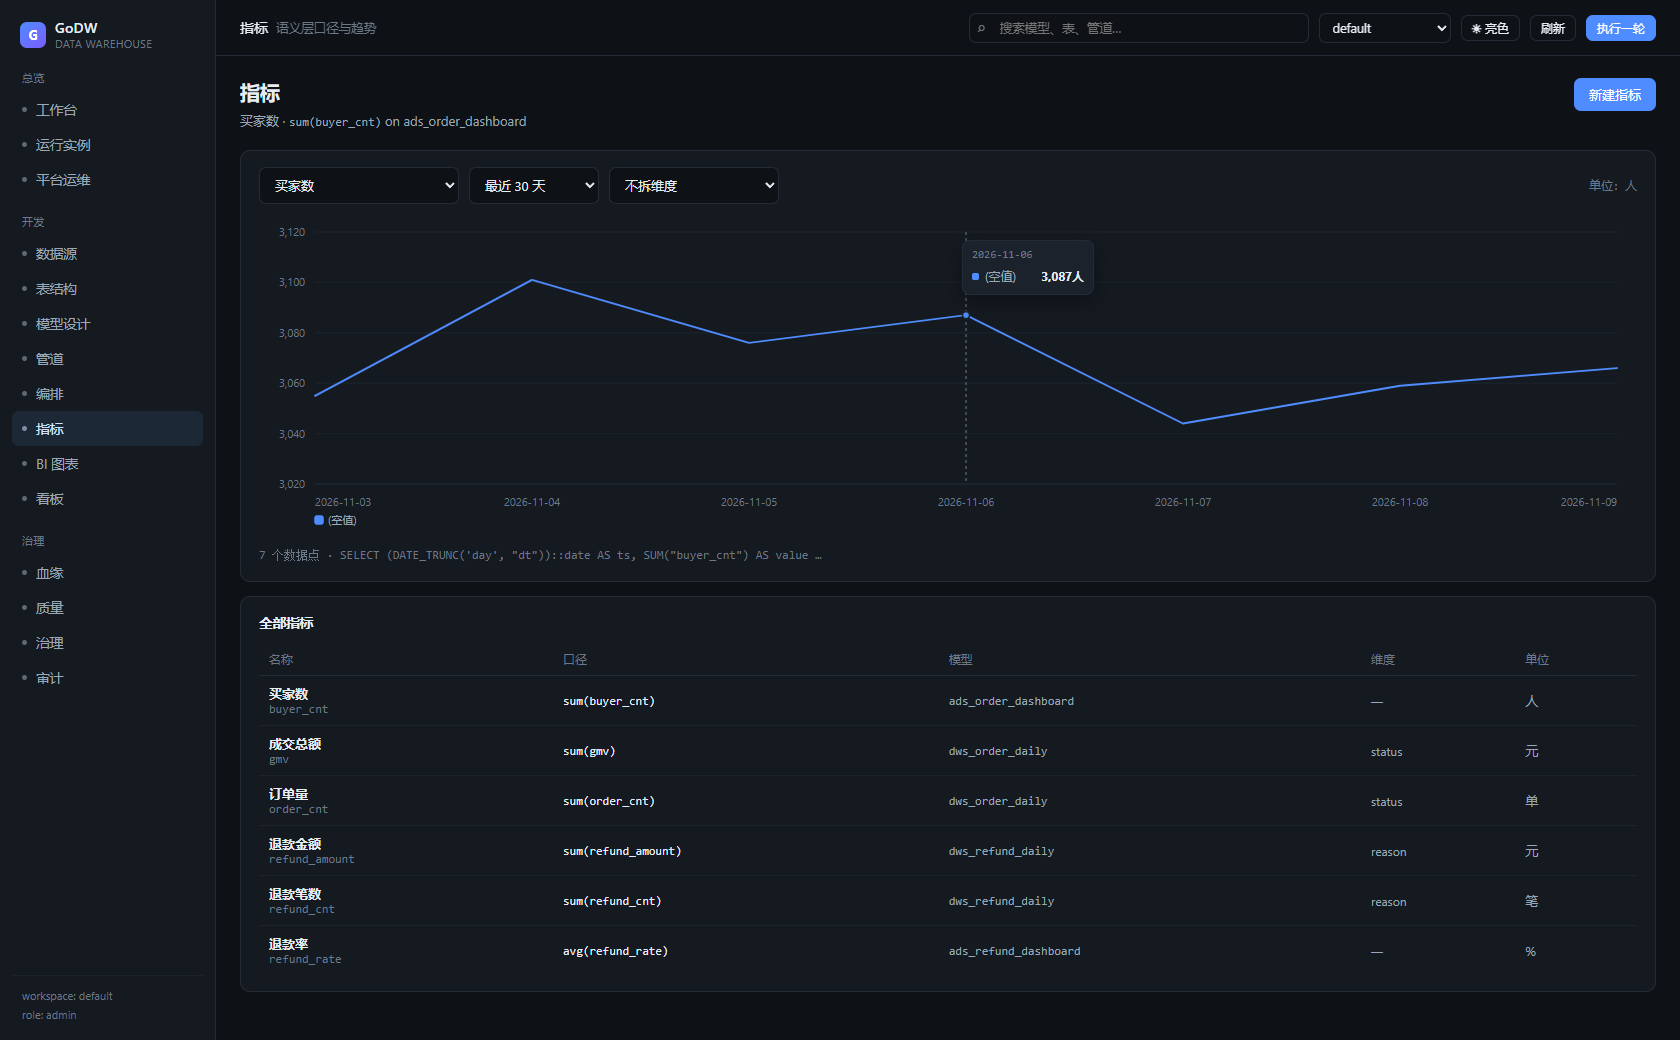 G
GoDW
DATA WAREHOUSE
总览
工作台
运行实例
平台运维
开发
数据源
表结构
模型设计
管道
编排
指标
BI 图表
看板
治理
血缘
质量
治理
审计
workspace: default
role: admin
指标 语义层口径与趋势
搜索模型、表、管道...
default
亮色
刷新
执行一轮
指标
新建指标
买家数 · sum(buyer_cnt) on ads_order_dashboard
买家数
最近 30 天
不拆维度
单位：人
3,120
3,100
3,080
3,060
3,040
3,020
2026-11-06
(空值) 3,087人
2026-11-03 2026-11-04 2026-11-05 2026-11-06 2026-11-07 2026-11-08 2026-11-09
(空值)
7 个数据点 · SELECT (DATE_TRUNC('day', "dt"))::date AS ts, SUM("buyer_cnt") AS value …
全部指标
名称 口径 模型 维度 单位
买家数
buyer_cnt
sum(buyer_cnt) ads_order_dashboard — 人
成交总额
gmv
sum(gmv) dws_order_daily status 元
订单量
order_cnt
sum(order_cnt) dws_order_daily status 单
退款金额
refund_amount
sum(refund_amount) dws_refund_daily reason 元
退款笔数
refund_cnt
sum(refund_cnt) dws_refund_daily reason 笔
退款率
refund_rate
avg(refund_rate) ads_refund_dashboard — %